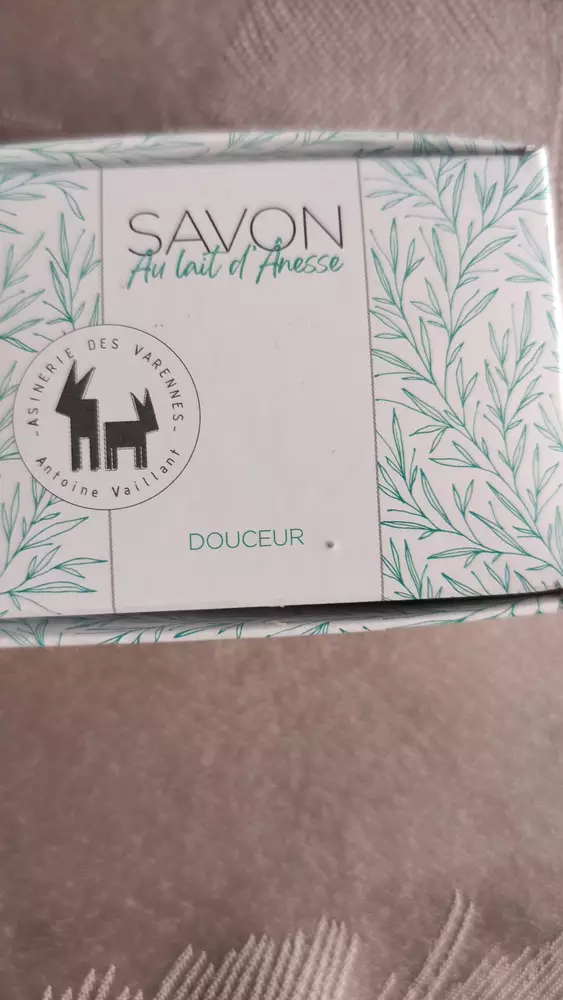 SAVON
Au lait d'Ânesse
-ASINERIE DES VARENNES-
Antoine Vaillant
DOUCEUR